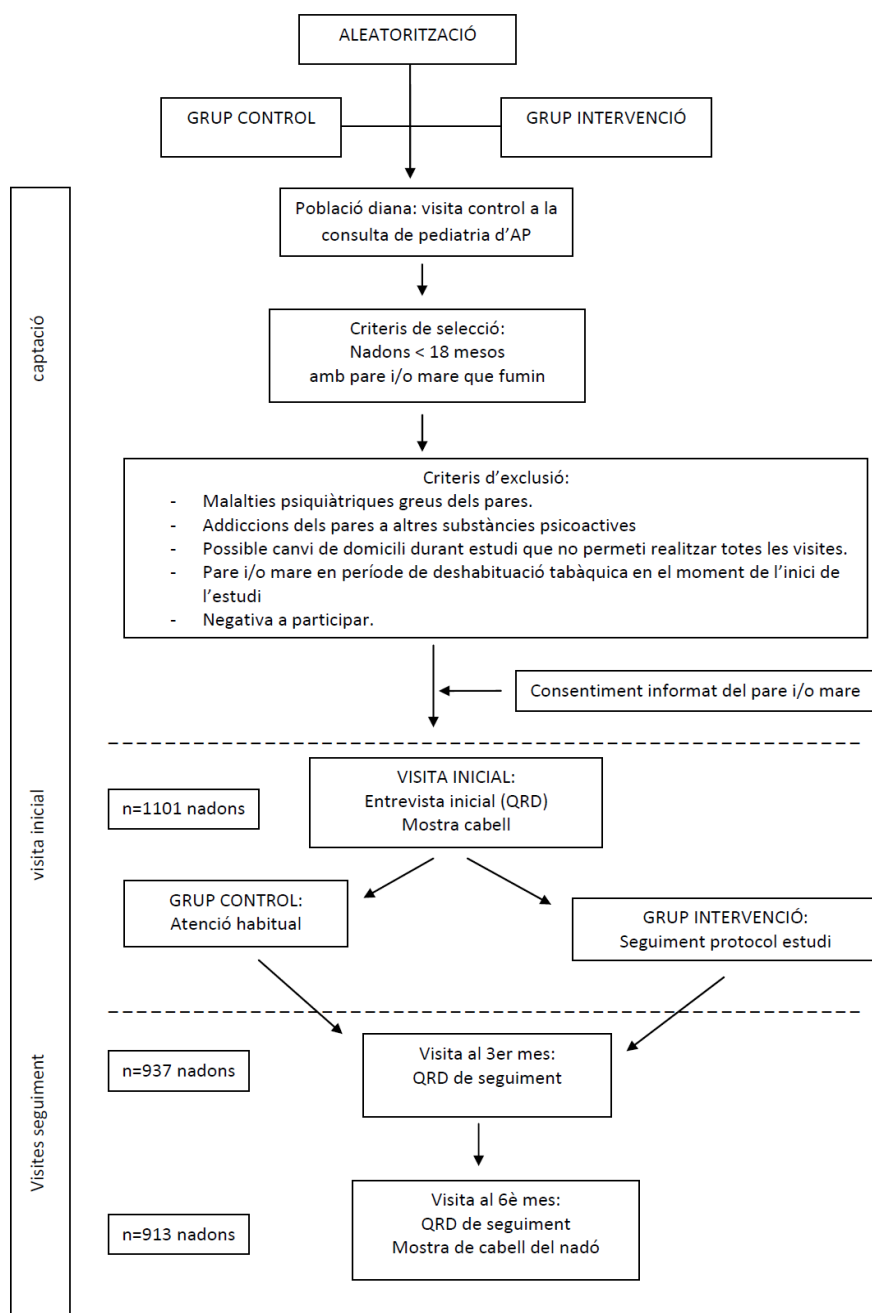 ALEATORITZACIÓ
GRUP CONTROL
GRUP INTERVENCIÓ
captació
Població diana: visita control a la
consulta de pediatria d'AP
Criteris de selecció:
Nadons < 18 mesos
amb pare i/o mare que fumin
Criteris d'exclusió:
- Malalties psiquiàtriques greus dels pares.
- Addiccions dels pares a altres substàncies psicoactives
- Possible canvi de domicili durant estudi que no permeti realitzar totes les visites.
- Pare i/o mare en període de deshabituació tabàquica en el moment de l'inici de
l'estudi
- Negativa a participar.
Consentiment informat del pare i/o mare
visita inicial
n=1101 nadons
VISITA INICIAL:
Entrevista inicial (QRD)
Mostra cabell
GRUP CONTROL:
Atenció habitual
GRUP INTERVENCIÓ:
Seguiment protocol estudi
Visites seguiment
n=937 nadons
Visita al 3er mes:
QRD de seguiment
n=913 nadons
Visita al 6è mes:
QRD de seguiment
Mostra de cabell del nadó